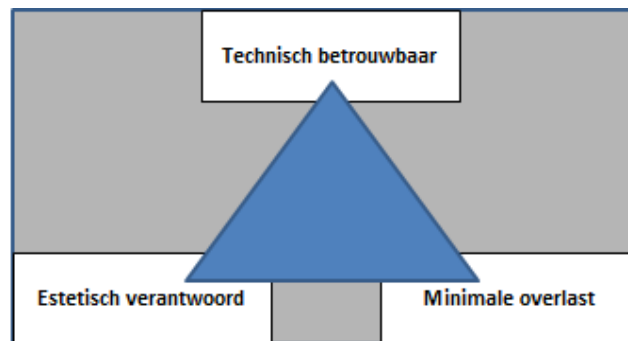 Technisch betrouwbaar
Estetisch verantwoord
Minimale overlast